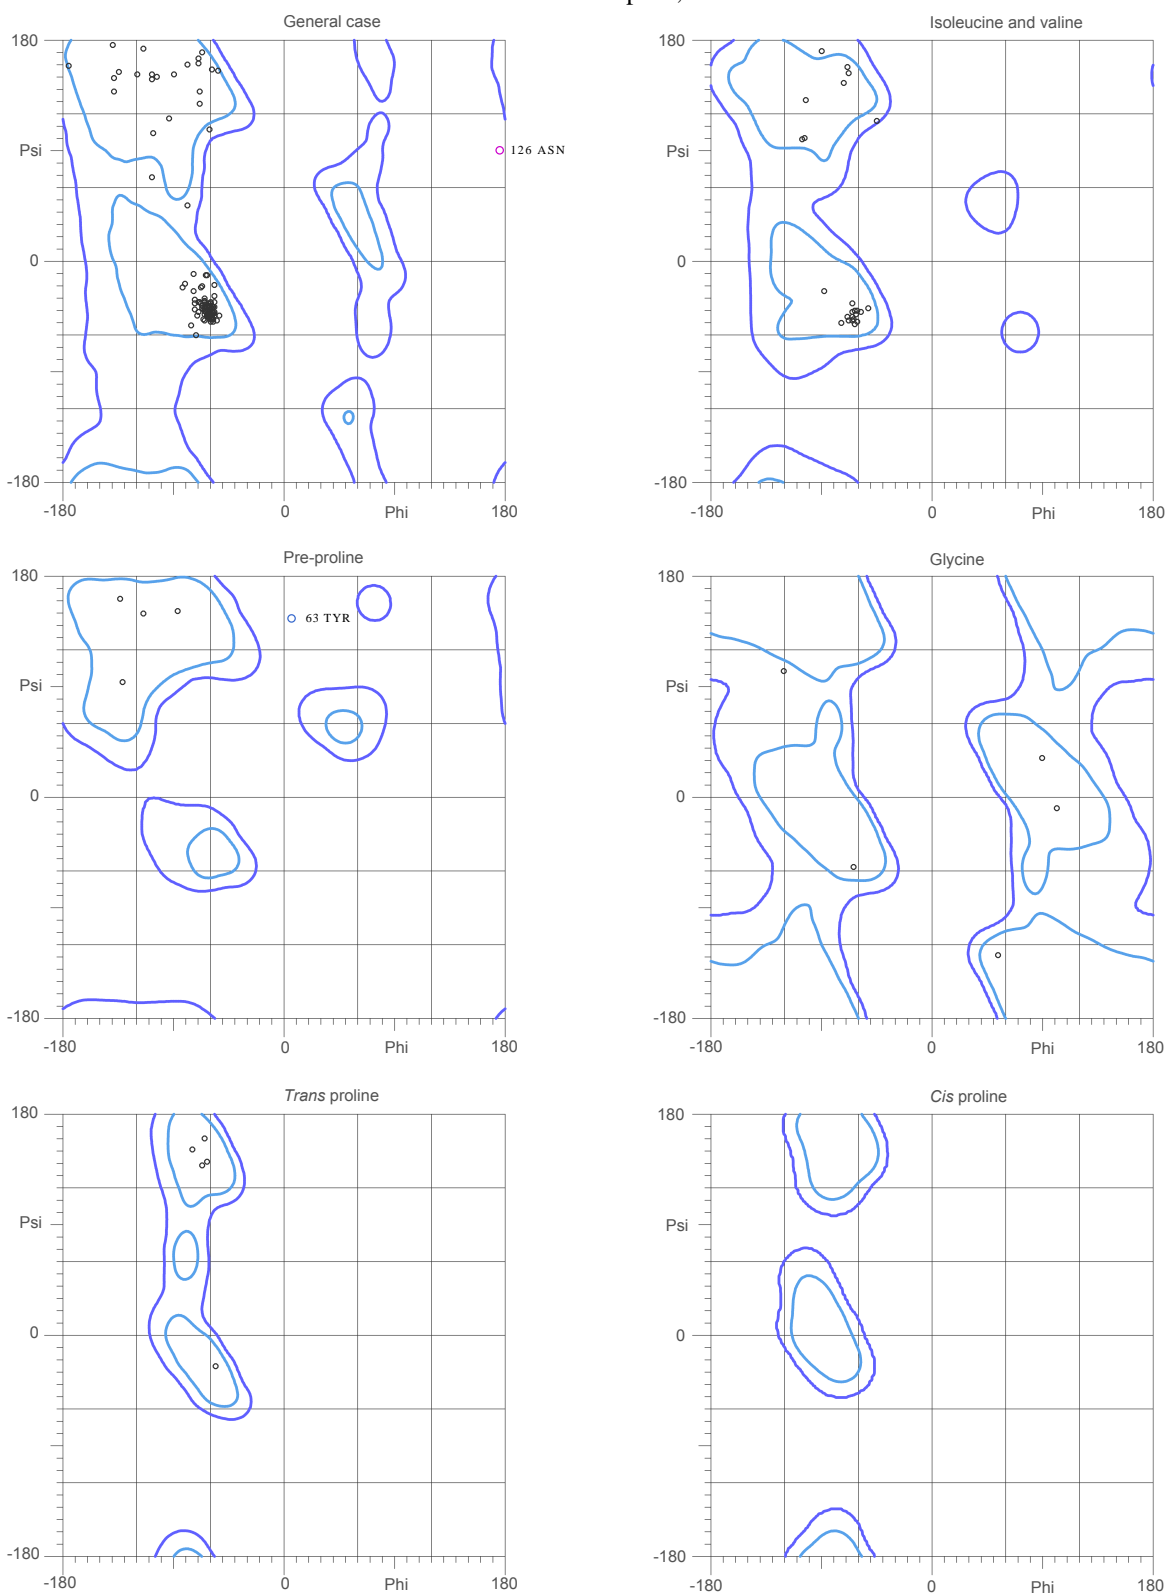 General case
Isoleucine and valine
180
Psi
0
-180
-180
0
Phi
180
126 ASN
180
Psi
0
-180
-180
0
Phi
180
Pre-proline
Glycine
180
Psi
0
-180
-180
0
Phi
180
63 TYR
180
Psi
0
-180
-180
0
Phi
180
Trans proline
Cis proline
180
Psi
0
-180
-180
0
Phi
180
180
Psi
0
-180
-180
0
Phi
180